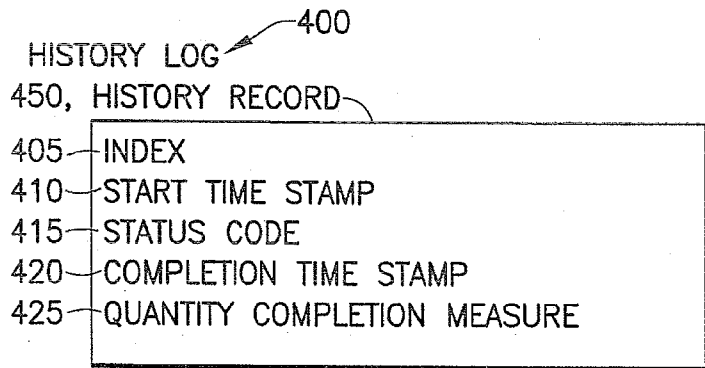 400
HISTORY LOG
450, HISTORY RECORD
405 INDEX
410 START TIME STAMP
415 STATUS CODE
420 COMPLETION TIME STAMP
425 QUANTITY COMPLETION MEASURE